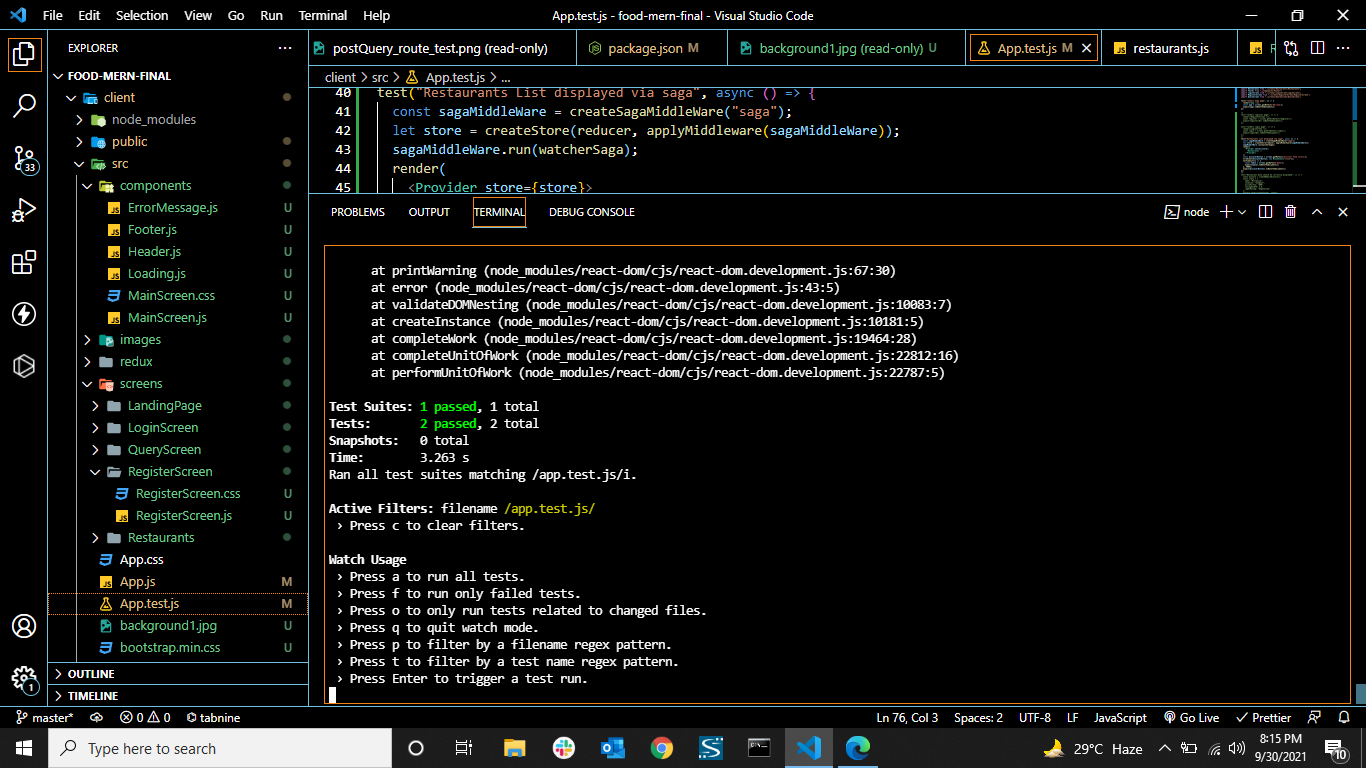 File Edit Selection View Go Run Terminal Help App.test.js - food-mern-final - Visual Studio Code
EXPLORER ...
postQuery_route_test.png (read-only) package.json M background1.jpg (read-only) U App.test.js M restaurants.js
FOOD-MERN-FINAL
client
node_modules
public
src
components
ErrorMessage.js U
Footer.js U
Header.js U
Loading.js U
MainScreen.css U
MainScreen.js U
images
redux
screens
LandingPage
LoginScreen
QueryScreen
RegisterScreen
RegisterScreen.css U
RegisterScreen.js U
Restaurants
App.css
App.js M
App.test.js M
background1.jpg U
bootstrap.min.css U
OUTLINE
TIMELINE
33
1
client > src > App.test.js > ...
40 test("Restaurants List displayed via saga", async () => {
41 const sagaMiddleWare = createSagaMiddleWare("saga");
42 let store = createStore(reducer, applyMiddleware(sagaMiddleWare));
43 sagaMiddleWare.run(watcherSaga);
44 render(
45 <Provider store={store}>
PROBLEMS OUTPUT TERMINAL DEBUG CONSOLE node
at printWarning (node_modules/react-dom/cjs/react-dom.development.js:67:30)
at error (node_modules/react-dom/cjs/react-dom.development.js:43:5)
at validateDOMNesting (node_modules/react-dom/cjs/react-dom.development.js:10083:7)
at createInstance (node_modules/react-dom/cjs/react-dom.development.js:10181:5)
at completeWork (node_modules/react-dom/cjs/react-dom.development.js:19464:28)
at completeUnitOfWork (node_modules/react-dom/cjs/react-dom.development.js:22812:16)
at performUnitOfWork (node_modules/react-dom/cjs/react-dom.development.js:22787:5)
Test Suites: 1 passed, 1 total
Tests: 2 passed, 2 total
Snapshots: 0 total
Time: 3.263 s
Ran all test suites matching /app.test.js/i.
Active Filters: filename /app.test.js/
› Press c to clear filters.
Watch Usage
› Press a to run all tests.
› Press f to run only failed tests.
› Press o to only run tests related to changed files.
› Press q to quit watch mode.
› Press p to filter by a filename regex pattern.
› Press t to filter by a test name regex pattern.
› Press Enter to trigger a test run.
master* 0 0 tabnine Ln 76, Col 3 Spaces: 2 UTF-8 LF JavaScript Go Live Prettier
Type here to search 29°C Haze 8:15 PM
9/30/2021 10